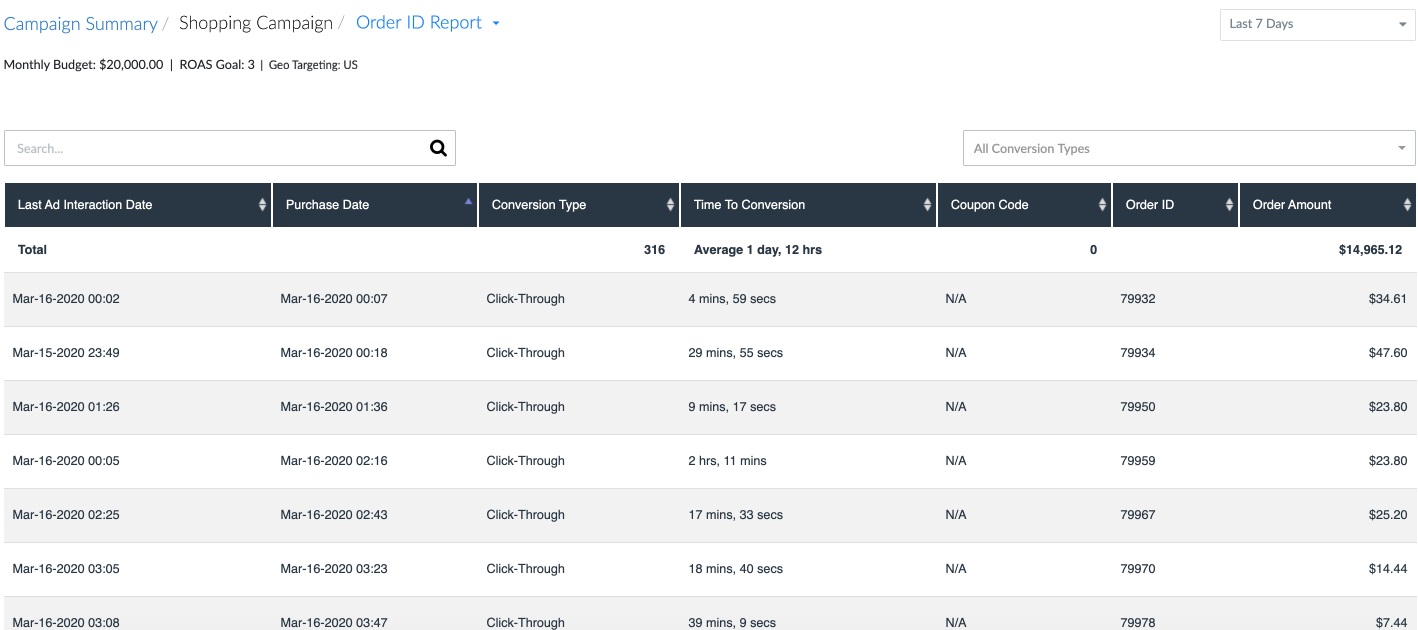 Campaign Summary / Shopping Campaign / Order ID Report
Last 7 Days
Monthly Budget: $20,000.00 | ROAS Goal: 3 | Geo Targeting: US
Search...
All Conversion Types
Last Ad Interaction Date Purchase Date Conversion Type Time To Conversion Coupon Code Order ID Order Amount
Total 316 Average 1 day, 12 hrs 0 $14,965.12
Mar-16-2020 00:02 Mar-16-2020 00:07 Click-Through 4 mins, 59 secs N/A 79932 $34.61
Mar-15-2020 23:49 Mar-16-2020 00:18 Click-Through 29 mins, 55 secs N/A 79934 $47.60
Mar-16-2020 01:26 Mar-16-2020 01:36 Click-Through 9 mins, 17 secs N/A 79950 $23.80
Mar-16-2020 00:05 Mar-16-2020 02:16 Click-Through 2 hrs, 11 mins N/A 79959 $23.80
Mar-16-2020 02:25 Mar-16-2020 02:43 Click-Through 17 mins, 33 secs N/A 79967 $25.20
Mar-16-2020 03:05 Mar-16-2020 03:23 Click-Through 18 mins, 40 secs N/A 79970 $14.44
Mar-16-2020 03:08 Mar-16-2020 03:47 Click-Through 39 mins, 9 secs N/A 79978 $7.44